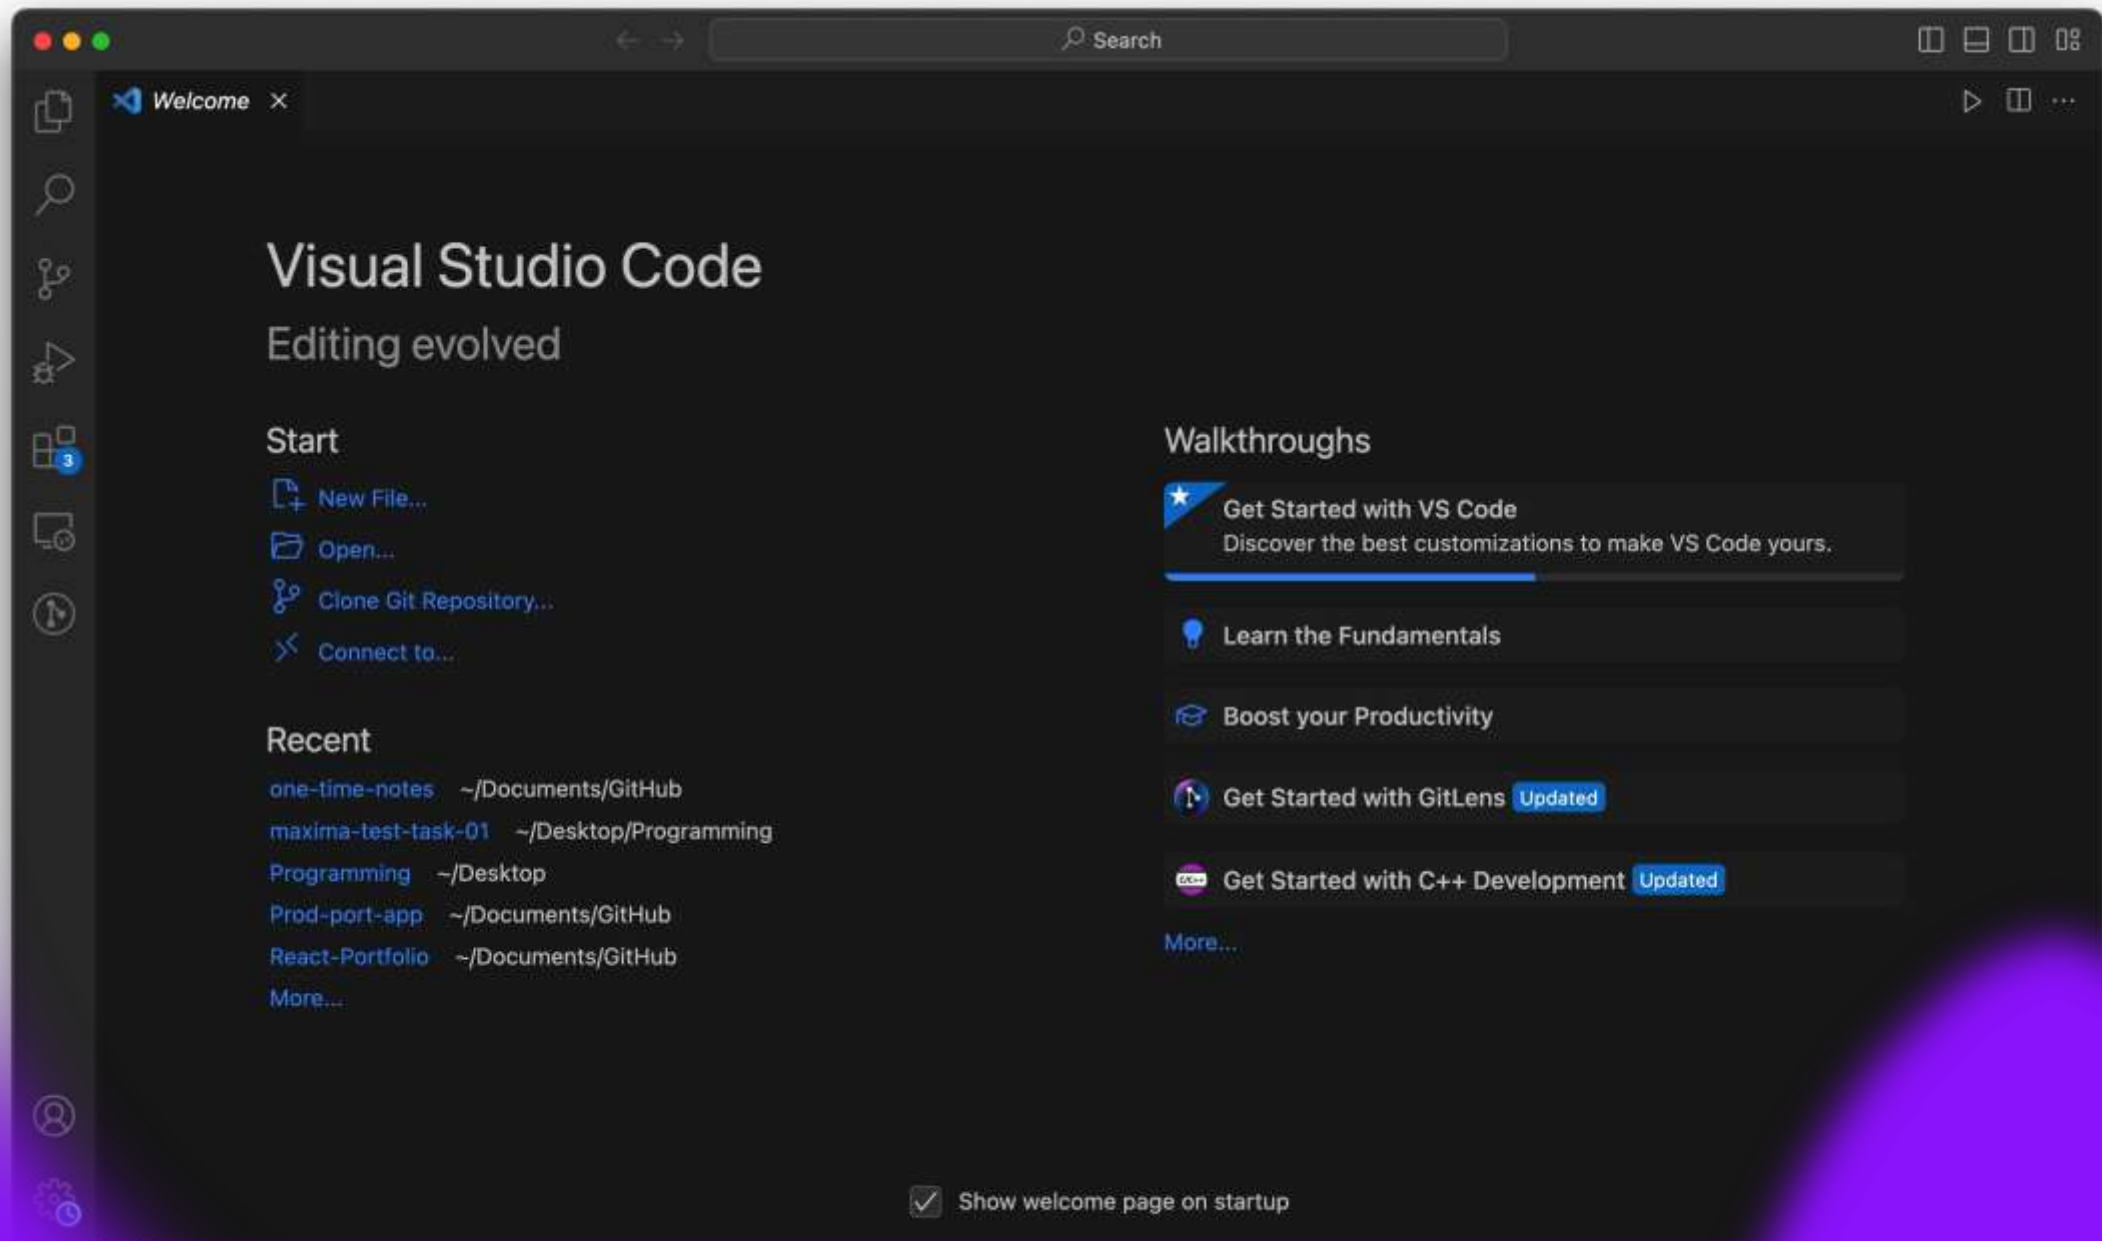 Search
Welcome
Visual Studio Code
Editing evolved
Start
New File...
Open...
Clone Git Repository...
Connect to...
Recent
one-time-notes ~/Documents/GitHub
maxima-test-task-01 ~/Desktop/Programming
Programming ~/Desktop
Prod-port-app ~/Documents/GitHub
React-Portfolio ~/Documents/GitHub
More...
Walkthroughs
Get Started with VS Code
Discover the best customizations to make VS Code yours.
Learn the Fundamentals
Boost your Productivity
Get Started with GitLens Updated
C/C++ Get Started with C++ Development Updated
More...
3
Show welcome page on startup